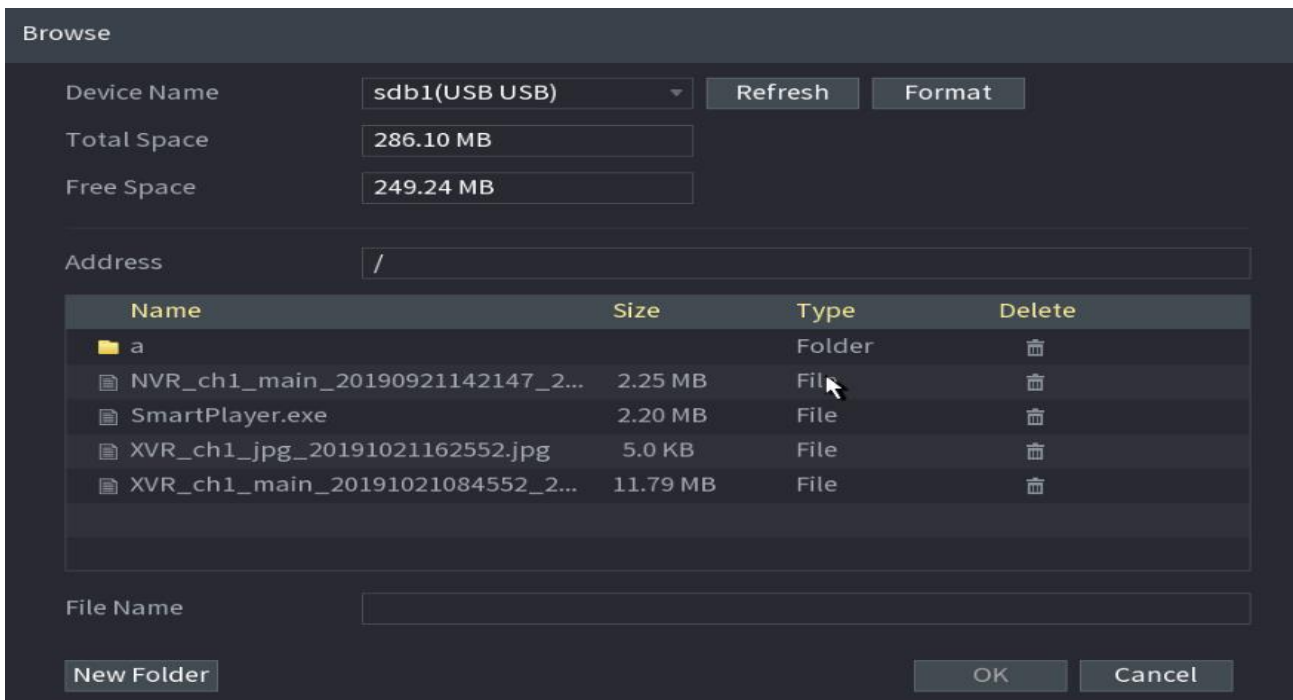 Browse
Device Name sdb1(USB USB) Refresh Format
Total Space 286.10 MB
Free Space 249.24 MB
Address /
Name Size Type Delete
a Folder
NVR_ch1_main_20190921142147_2... 2.25 MB File
SmartPlayer.exe 2.20 MB File
XVR_ch1_jpg_20191021162552.jpg 5.0 KB File
XVR_ch1_main_20191021084552_2... 11.79 MB File
File Name
New Folder OK Cancel